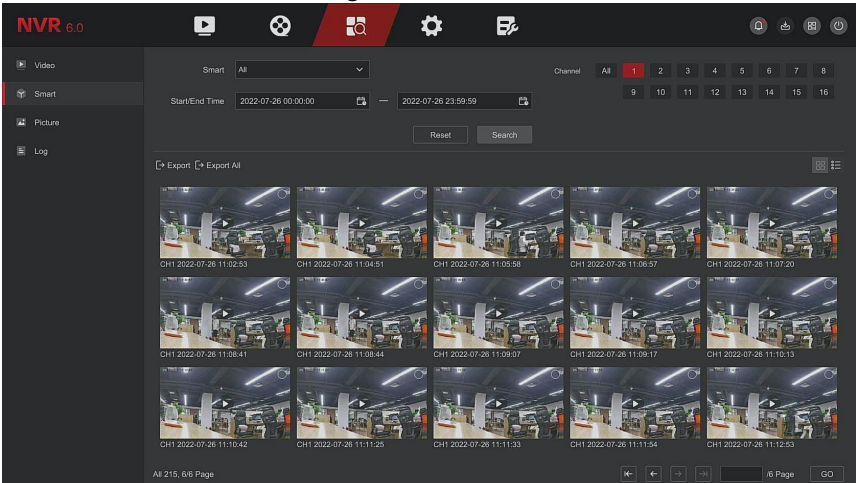 NVR 6.0
Video
Smart
Picture
Log
Smart All
Channel All 1 2 3 4 5 6 7 8
9 10 11 12 13 14 15 16
Start/End Time 2022-07-26 00:00:00 — 2022-07-26 23:59:59
Reset Search
Export Export All
CH1 2022-07-26 11:02:53 CH1 2022-07-26 11:04:51 CH1 2022-07-26 11:05:58 CH1 2022-07-26 11:06:57 CH1 2022-07-26 11:07:20
CH1 2022-07-26 11:08:41 CH1 2022-07-26 11:08:44 CH1 2022-07-26 11:09:07 CH1 2022-07-26 11:09:17 CH1 2022-07-26 11:10:13
CH1 2022-07-26 11:10:42 CH1 2022-07-26 11:11:25 CH1 2022-07-26 11:11:33 CH1 2022-07-26 11:11:54 CH1 2022-07-26 11:12:53
All 215, 6/6 Page /6 Page GO